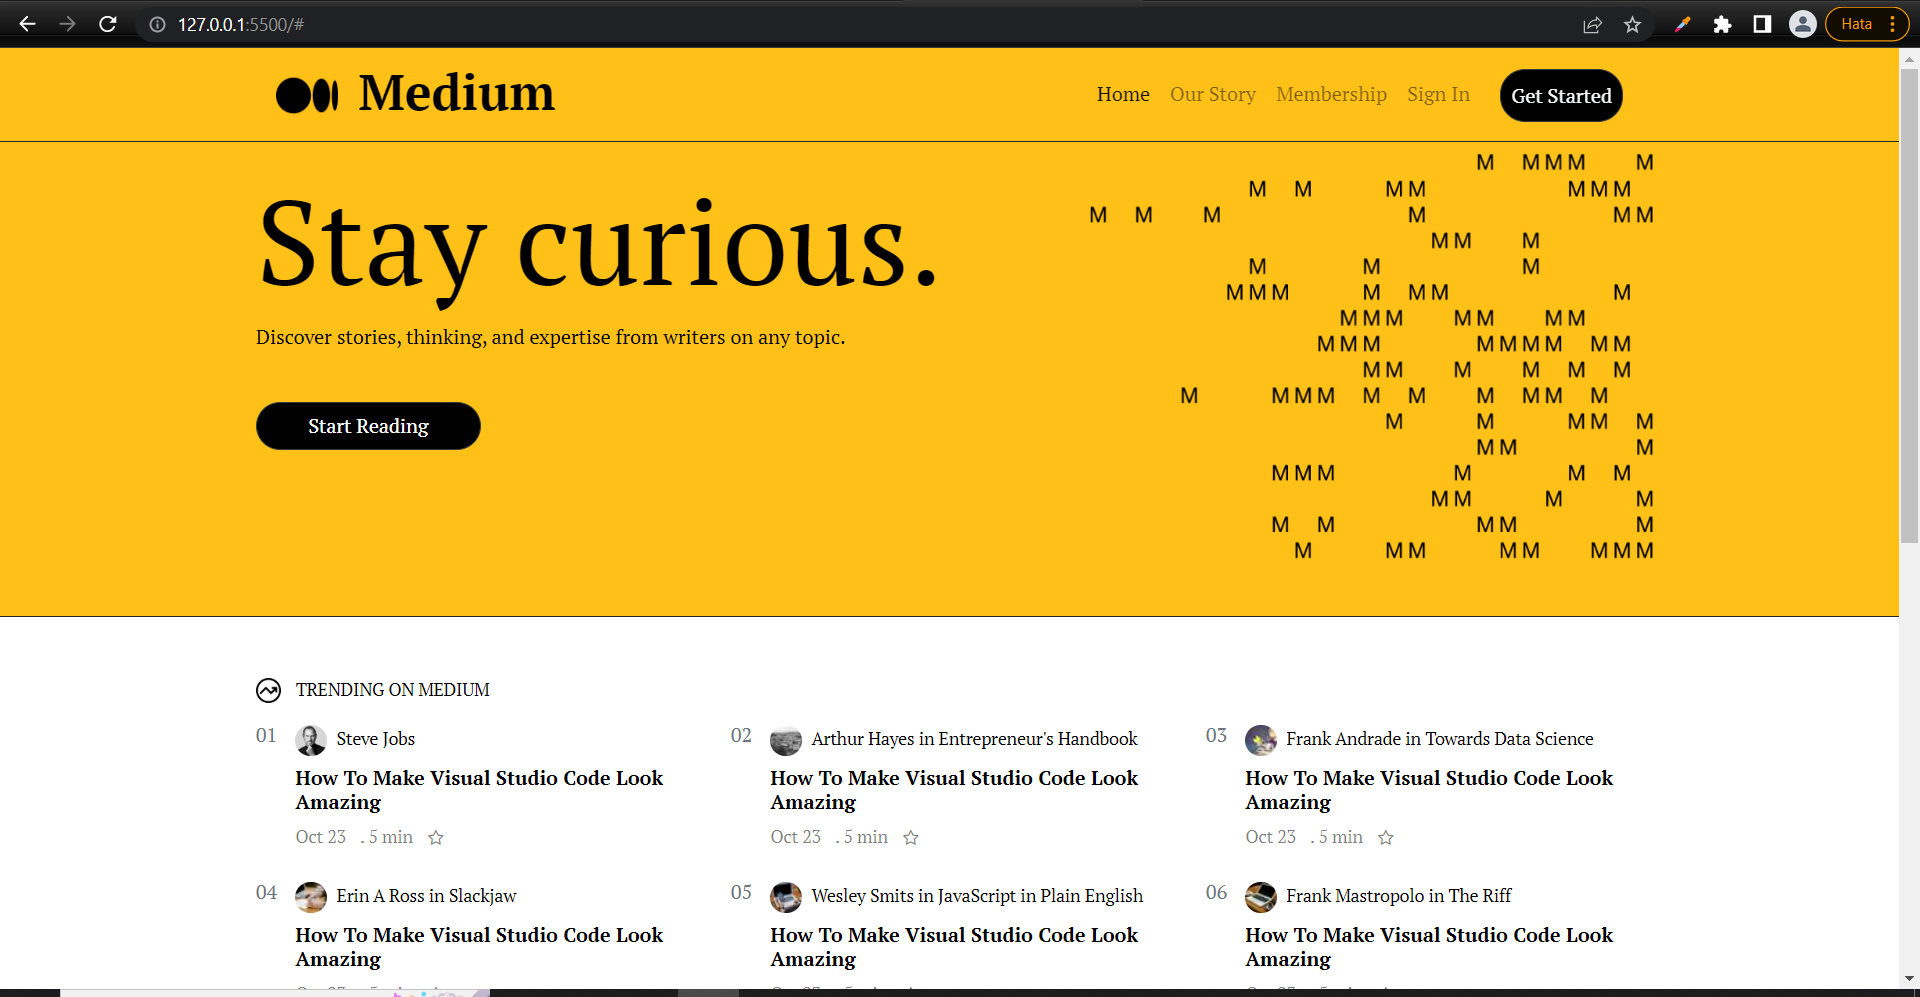 127.0.0.1:5500/#
Hata
Medium
Home Our Story Membership Sign In Get Started
M MMM M
M M MM MMM
M M M M MM
MM M
M M M
MMM M MM M
MMM MM MM
MMM MMMM MM
MM M M M M
M MMM M M M MM M
M M MM M
MM M
MMM M M M
MM M M
M M MM M
M MM MM MMM
Stay curious.
Discover stories, thinking, and expertise from writers on any topic.
Start Reading
TRENDING ON MEDIUM
01 Steve Jobs
How To Make Visual Studio Code Look
Amazing
Oct 23 . 5 min
02 Arthur Hayes in Entrepreneur's Handbook
How To Make Visual Studio Code Look
Amazing
Oct 23 . 5 min
03 Frank Andrade in Towards Data Science
How To Make Visual Studio Code Look
Amazing
Oct 23 . 5 min
04 Erin A Ross in Slackjaw
How To Make Visual Studio Code Look
Amazing
05 Wesley Smits in JavaScript in Plain English
How To Make Visual Studio Code Look
Amazing
06 Frank Mastropolo in The Riff
How To Make Visual Studio Code Look
Amazing